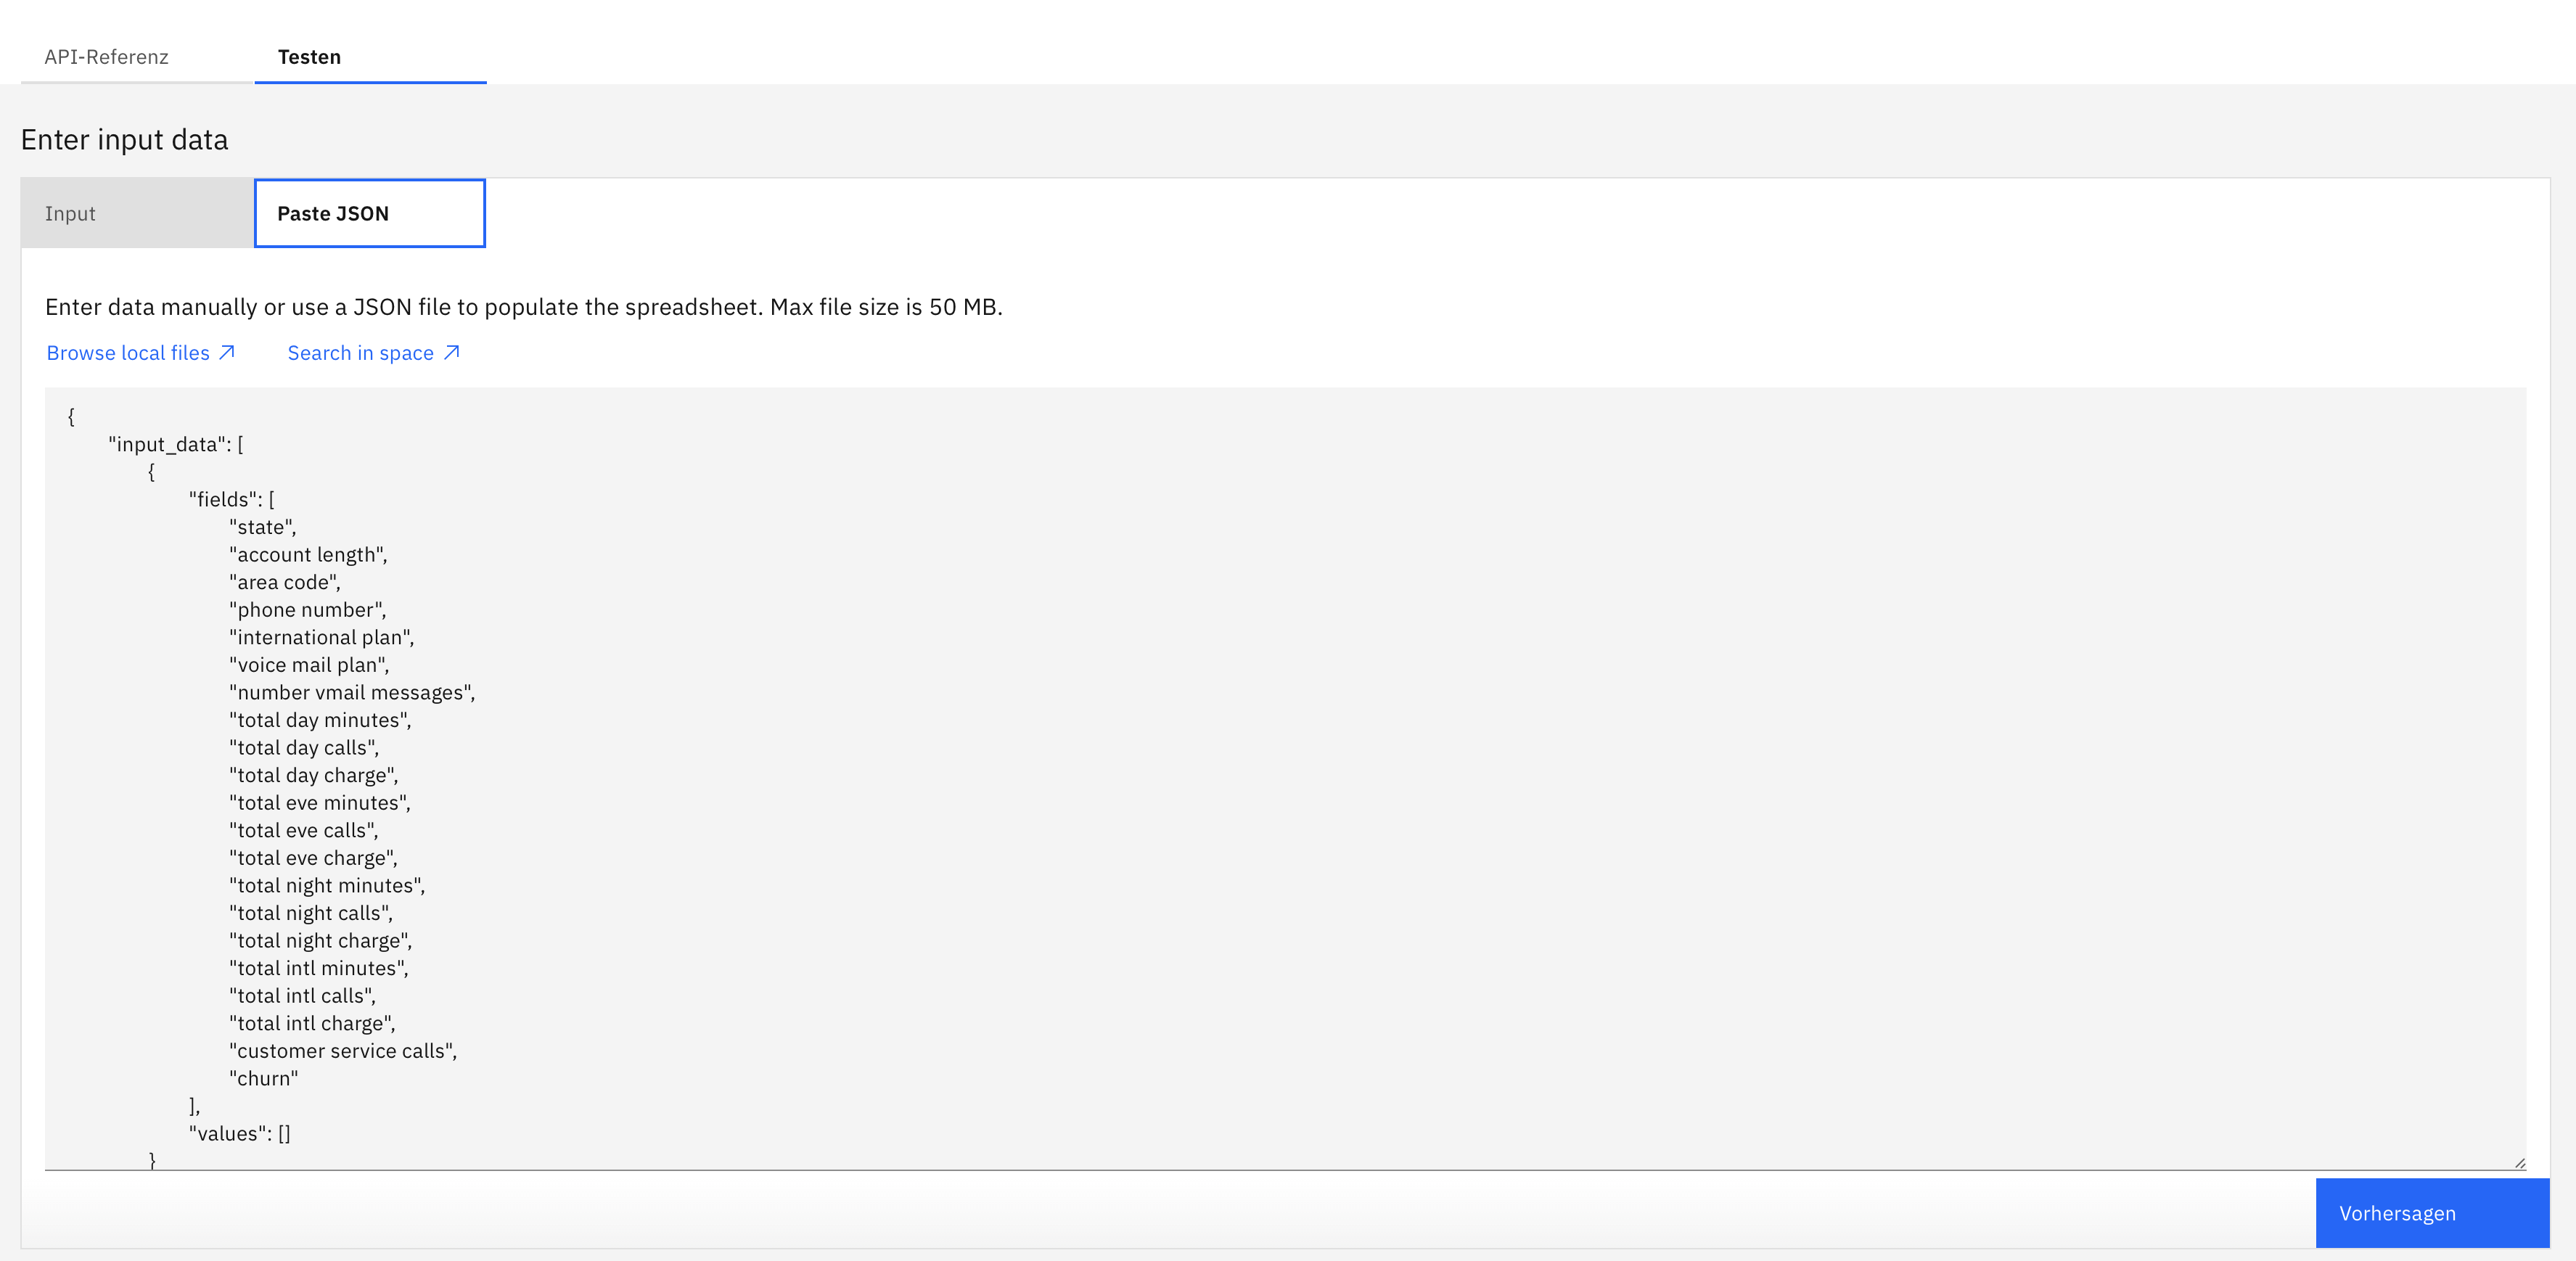 API-Referenz
Testen
Enter input data
Input
Paste JSON
Enter data manually or use a JSON file to populate the spreadsheet. Max file size is 50 MB.
Browse local files
Search in space
{
"input_data": [
{
"fields": [
"state",
"account length",
"area code",
"phone number",
"international plan",
"voice mail plan",
"number vmail messages",
"total day minutes",
"total day calls",
"total day charge",
"total eve minutes",
"total eve calls",
"total eve charge",
"total night minutes",
"total night calls",
"total night charge",
"total intl minutes",
"total intl calls",
"total intl charge",
"customer service calls",
"churn"
],
"values": []
}
Vorhersagen